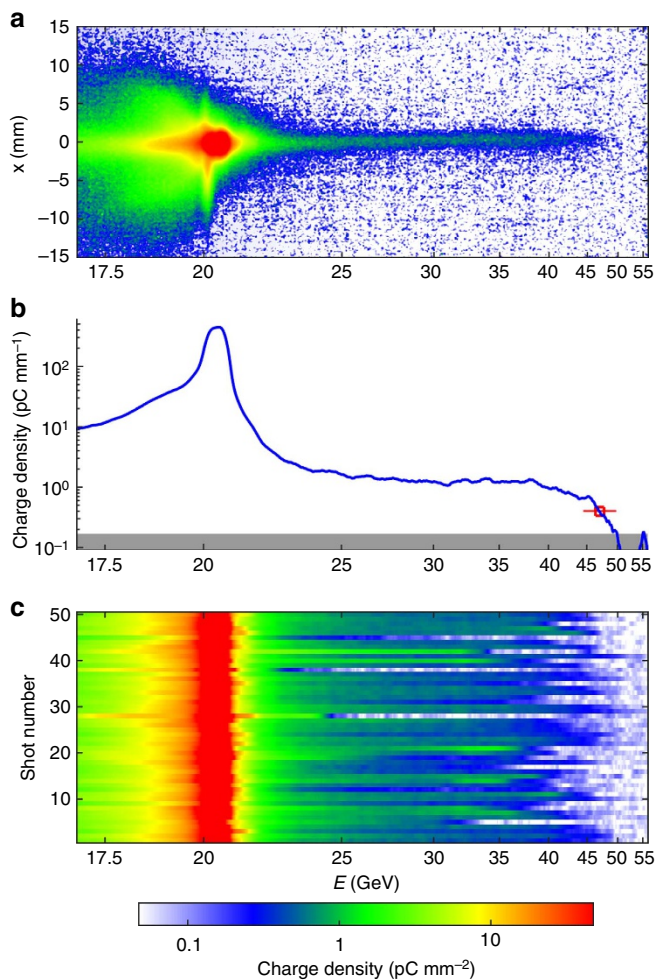 a
15
10
5
0
−5
−10
−15
x (mm)
17.5 20 25 30 35 40 45 50 55
b
10²
10¹
10⁰
10⁻¹
Charge density (pC mm⁻¹)
17.5 20 25 30 35 40 45 50 55
c
50
40
30
20
10
Shot number
17.5 20 25 30 35 40 45 50 55
E (GeV)
0.1 1 10
Charge density (pC mm⁻²)